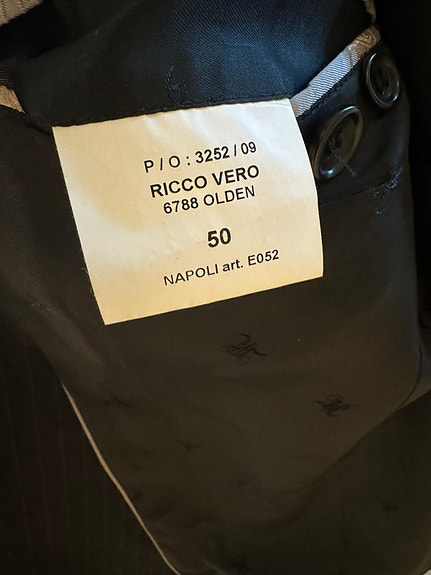 P / O : 3252 / 09
RICCO VERO
6788 OLDEN
50
NAPOLI art. E052